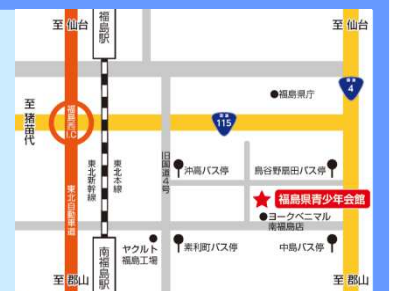 至 仙台
福島駅
至 仙台
福島県庁
国道
4
至 猪苗代
福島西I.C
国道
115
東北新幹線
東北本線
旧国道4号
沖高バス停
鳥谷野扇田バス停
東北自動車道
福島県青少年会館
ヨークベニマル
南福島店
ヤクルト
福島工場
素利町バス停
中島バス停
至 郡山
南福島駅
至 郡山